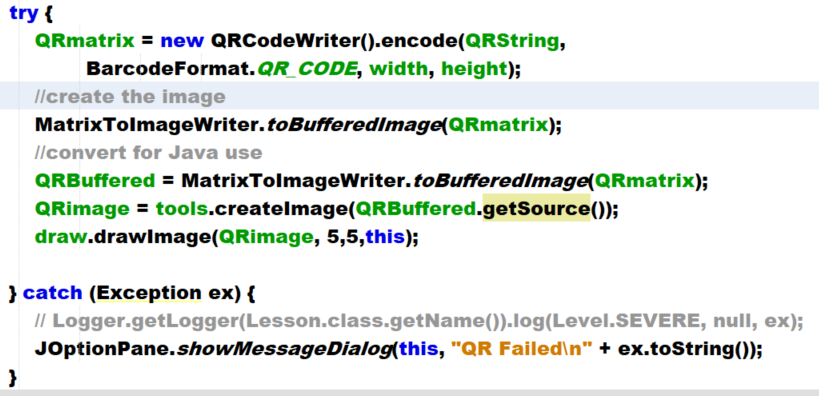 try {
QRmatrix = new QRCodeWriter().encode(QRString,
BarcodeFormat.QR_CODE, width, height);
//create the image
MatrixToImageWriter.toBufferedImage(QRmatrix);
//convert for Java use
QRBuffered = MatrixToImageWriter.toBufferedImage(QRmatrix);
QRimage = tools.createImage(QRBuffered.getSource());
draw.drawImage(QRimage, 5,5,this);
} catch (Exception ex) {
// Logger.getLogger(Lesson.class.getName()).log(Level.SEVERE, null, ex);
JOptionPane.showMessageDialog(this, "QR Failed\n" + ex.toString());
}